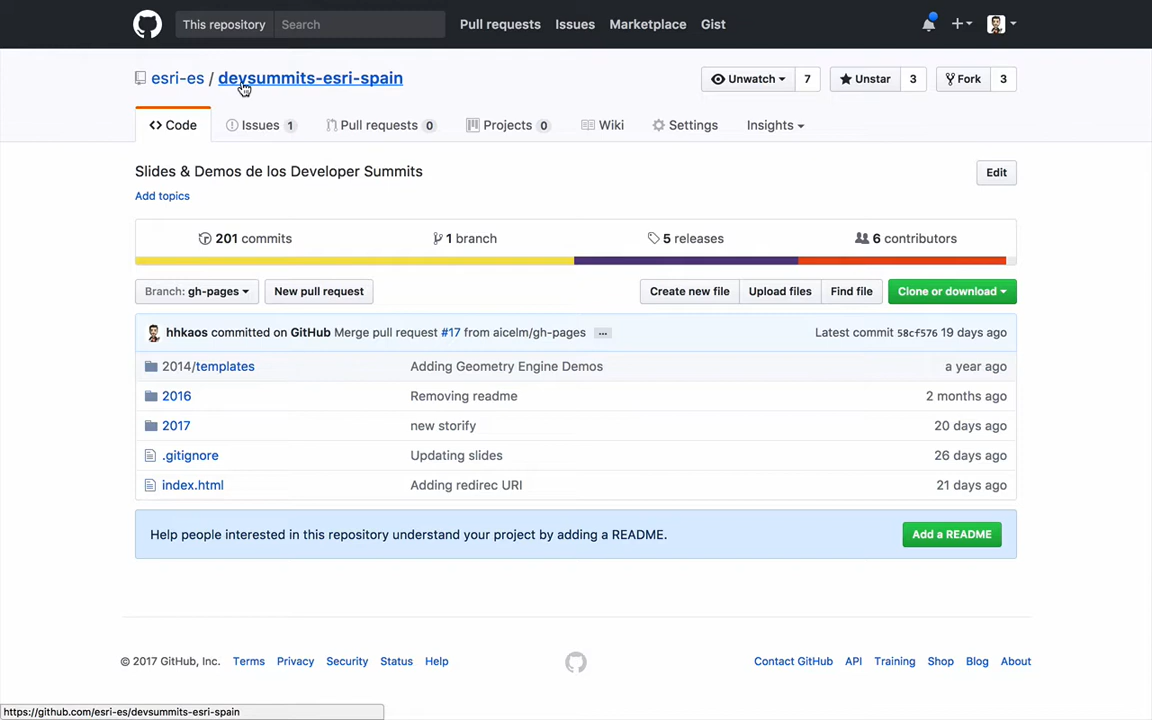 This repository Search Pull requests Issues Marketplace Gist
esri-es / devsummits-esri-spain Unwatch 7 Unstar 3 Fork 3
Code Issues 1 Pull requests 0 Projects 0 Wiki Settings Insights
Slides & Demos de los Developer Summits Edit
Add topics
201 commits 1 branch 5 releases 6 contributors
Branch: gh-pages New pull request Create new file Upload files Find file Clone or download
hhkaos committed on GitHub Merge pull request #17 from aicelm/gh-pages ... Latest commit 58cf576 19 days ago
2014/templates Adding Geometry Engine Demos a year ago
2016 Removing readme 2 months ago
2017 new storify 20 days ago
.gitignore Updating slides 26 days ago
index.html Adding redirec URI 21 days ago
Help people interested in this repository understand your project by adding a README. Add a README
© 2017 GitHub, Inc. Terms Privacy Security Status Help Contact GitHub API Training Shop Blog About
https://github.com/esri-es/devsummits-esri-spain